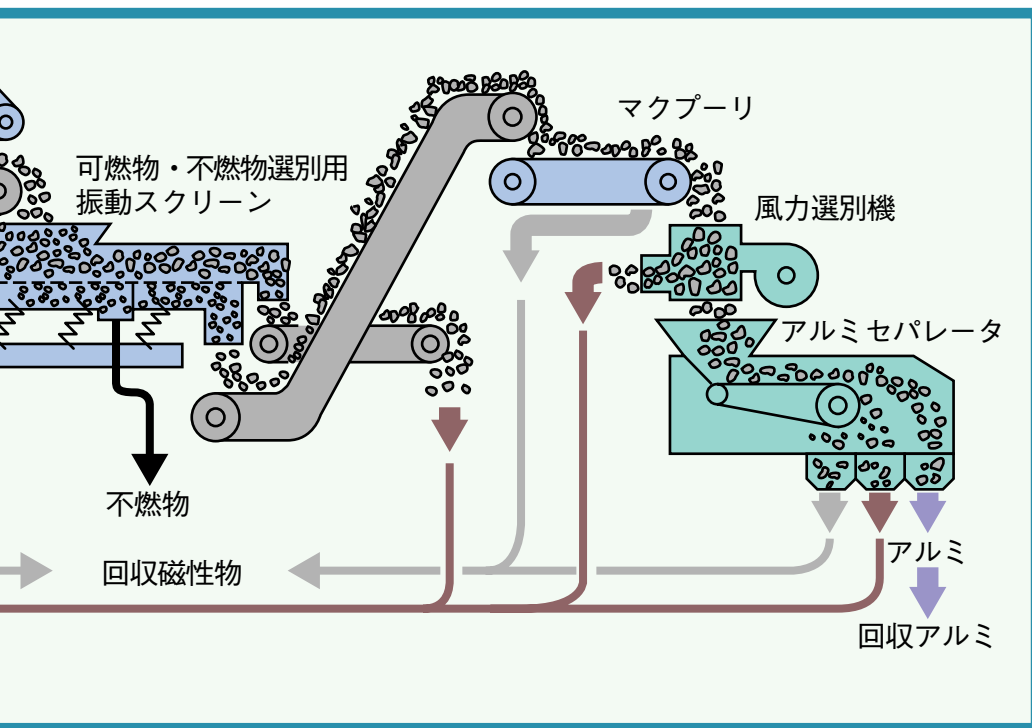 マクプーリ
可燃物・不燃物選別用
振動スクリーン
風力選別機
アルミセパレータ
不燃物
アルミ
回収磁性物
回収アルミ